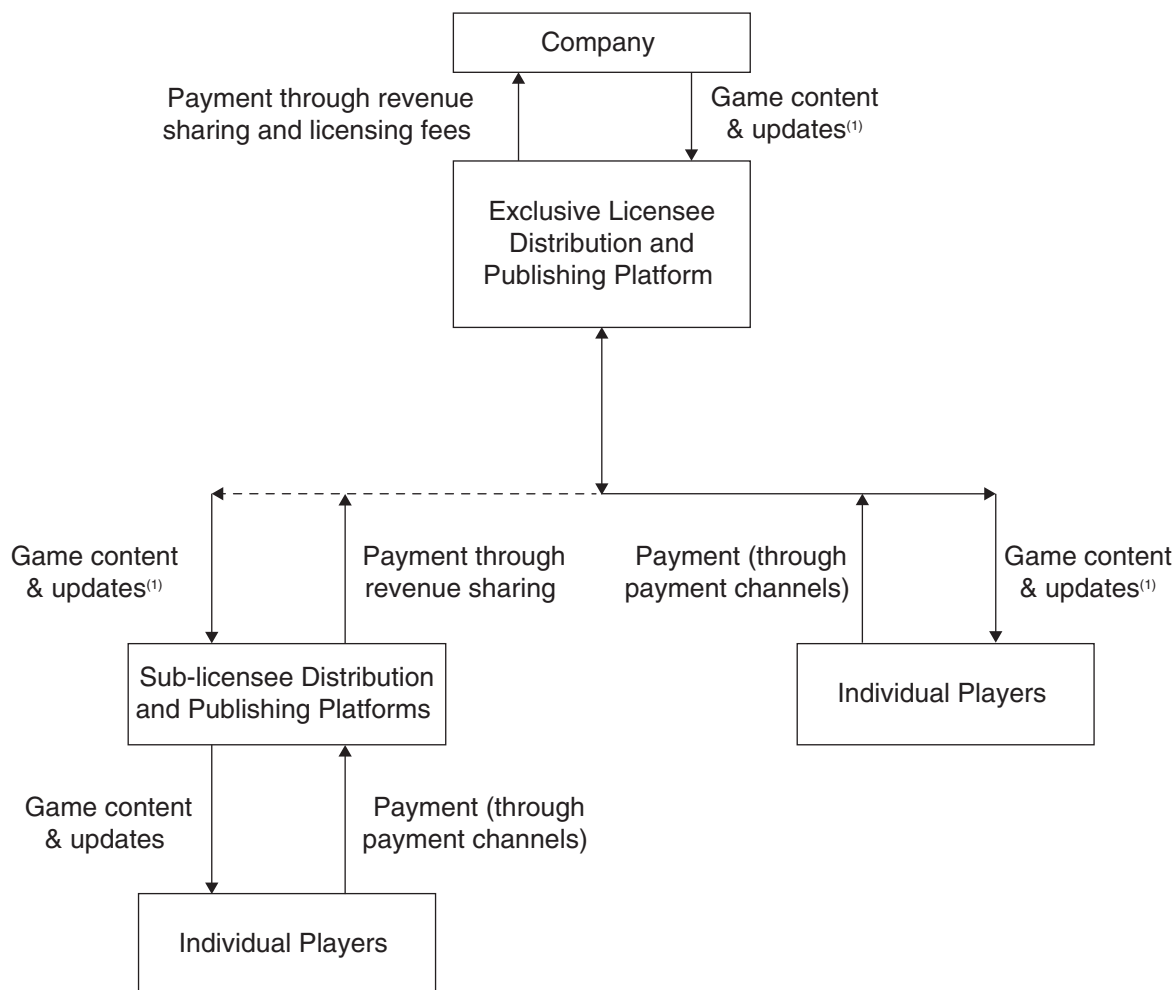 Company
Payment through revenue
sharing and licensing fees
Game content
& updates(1)
Exclusive Licensee
Distribution and
Publishing Platform
Game content
& updates(1)
Payment through
revenue sharing
Payment (through
payment channels)
Game content
& updates(1)
Sub-licensee Distribution
and Publishing Platforms
Individual Players
Game content
& updates
Payment (through
payment channels)
Individual Players